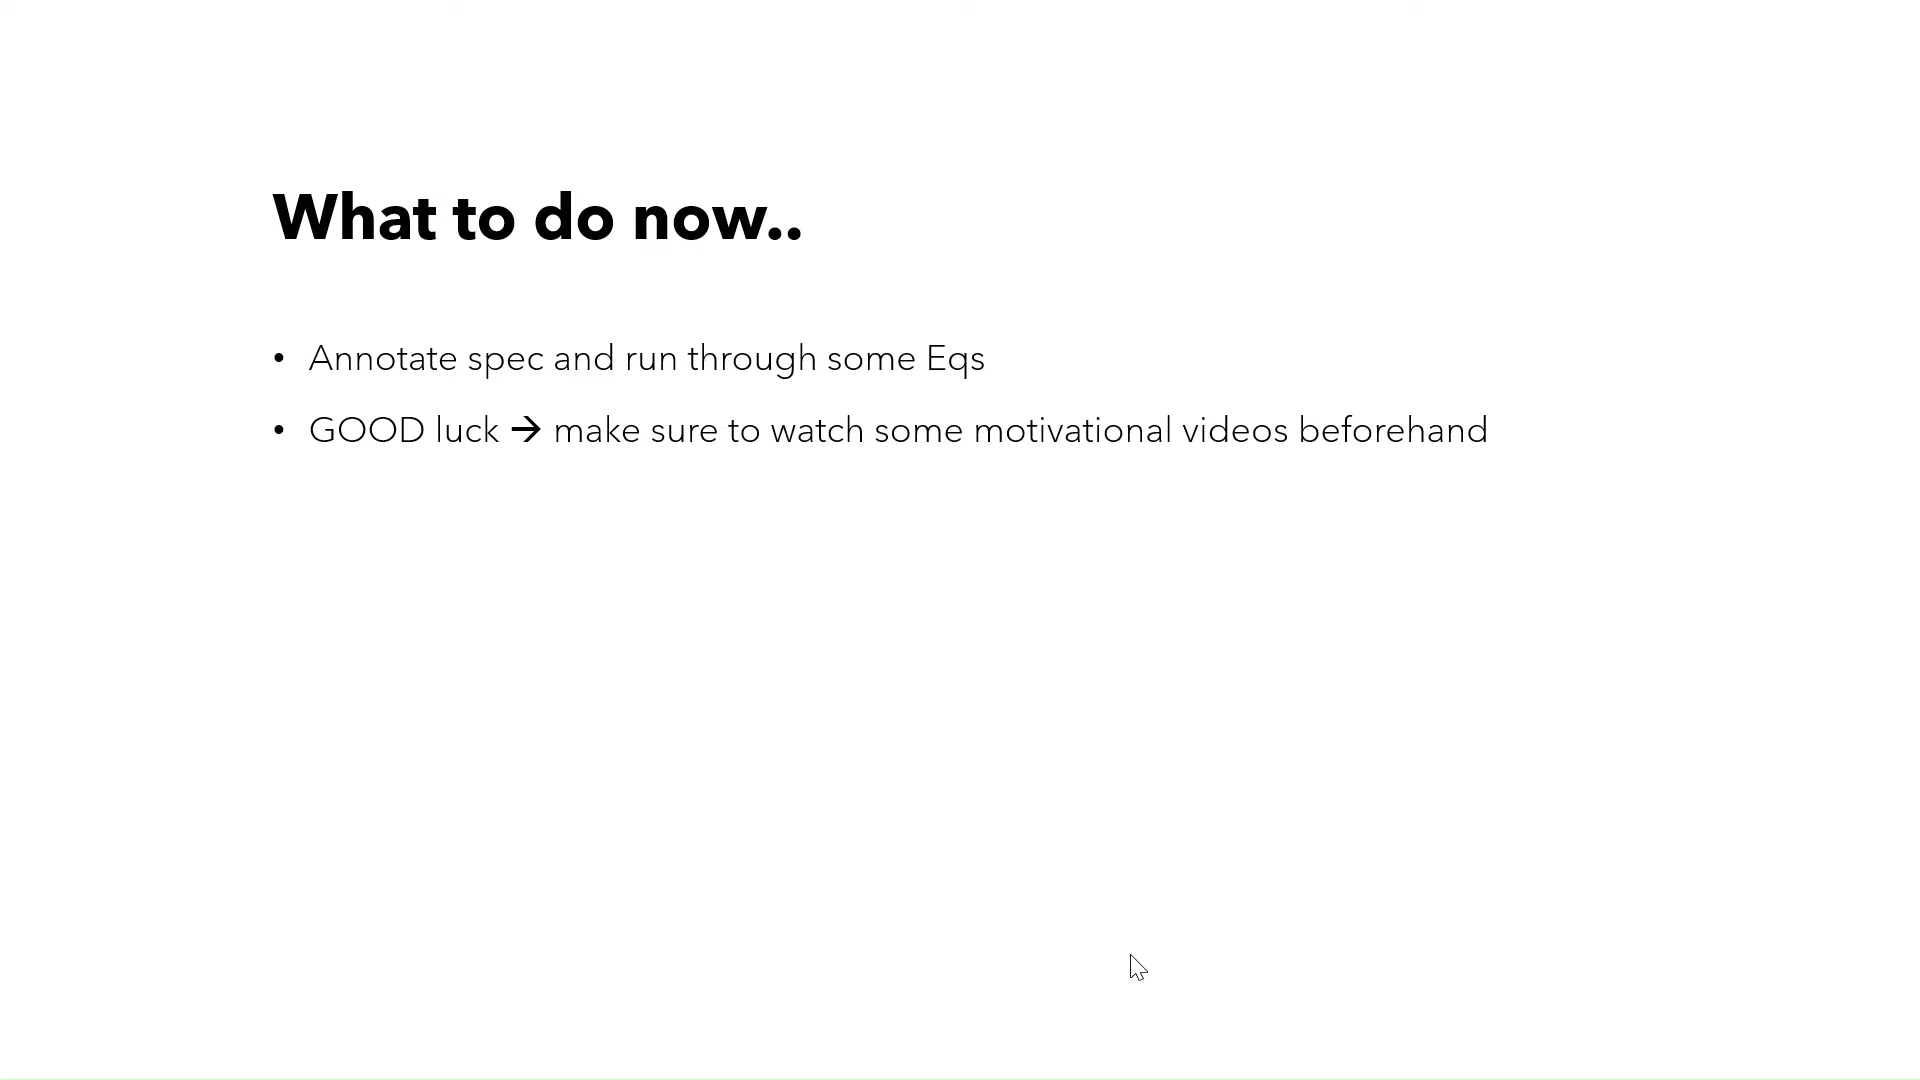 What to do now..
• Annotate spec and run through some Eqs
• GOOD luck → make sure to watch some motivational videos beforehand